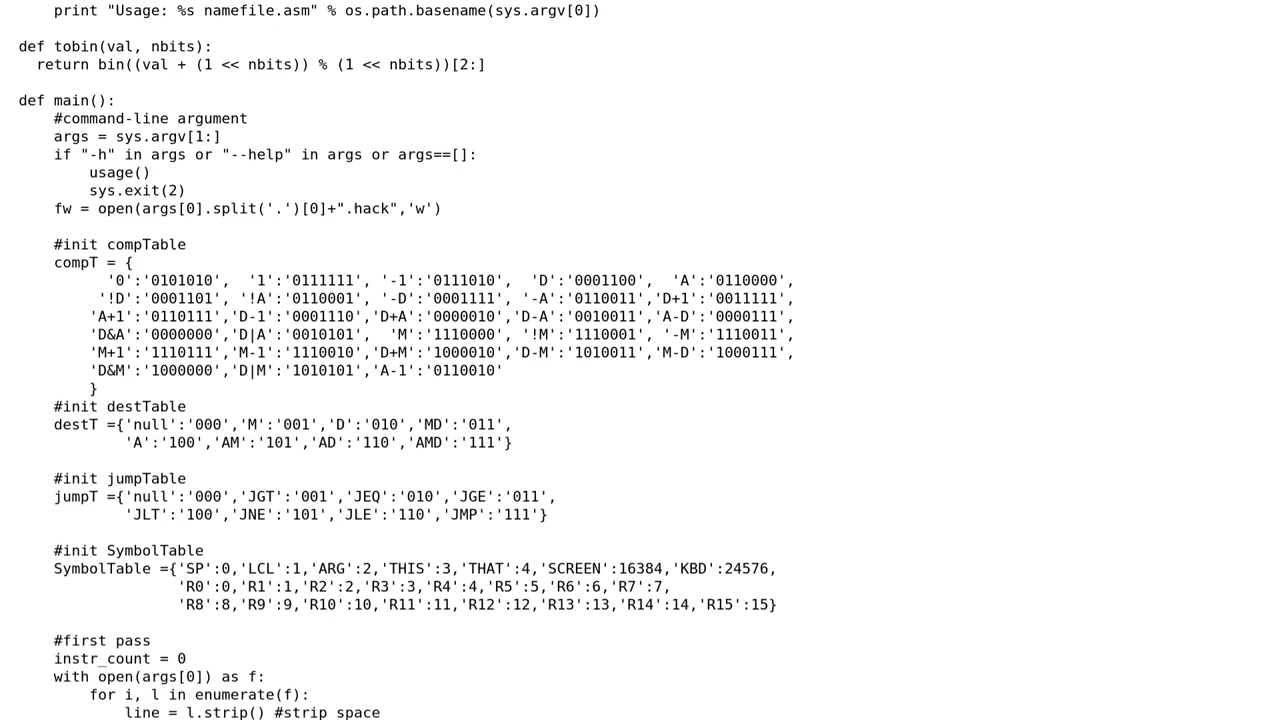 print "Usage: %s namefile.asm" % os.path.basename(sys.argv[0])
def tobin(val, nbits):
return bin((val + (1 << nbits)) % (1 << nbits))[2:]
def main():
#command-line argument
args = sys.argv[1:]
if "-h" in args or "--help" in args or args==[]:
usage()
sys.exit(2)
fw = open(args[0].split('.')[0]+".hack",'w')
#init compTable
compT = {
'0':'0101010', '1':'0111111', '-1':'0111010', 'D':'0001100', 'A':'0110000',
'!D':'0001101', '!A':'0110001', '-D':'0001111', '-A':'0110011','D+1':'0011111',
'A+1':'0110111','D-1':'0001110','D+A':'0000010','D-A':'0010011','A-D':'0000111',
'D&A':'0000000','D|A':'0010101', 'M':'1110000', '!M':'1110001', '-M':'1110011',
'M+1':'1110111','M-1':'1110010','D+M':'1000010','D-M':'1010011','M-D':'1000111',
'D&M':'1000000','D|M':'1010101','A-1':'0110010'
}
#init destTable
destT ={'null':'000','M':'001','D':'010','MD':'011',
'A':'100','AM':'101','AD':'110','AMD':'111'}
#init jumpTable
jumpT ={'null':'000','JGT':'001','JEQ':'010','JGE':'011',
'JLT':'100','JNE':'101','JLE':'110','JMP':'111'}
#init SymbolTable
SymbolTable ={'SP':0,'LCL':1,'ARG':2,'THIS':3,'THAT':4,'SCREEN':16384,'KBD':24576,
'R0':0,'R1':1,'R2':2,'R3':3,'R4':4,'R5':5,'R6':6,'R7':7,
'R8':8,'R9':9,'R10':10,'R11':11,'R12':12,'R13':13,'R14':14,'R15':15}
#first pass
instr_count = 0
with open(args[0]) as f:
for i, l in enumerate(f):
line = l.strip() #strip space